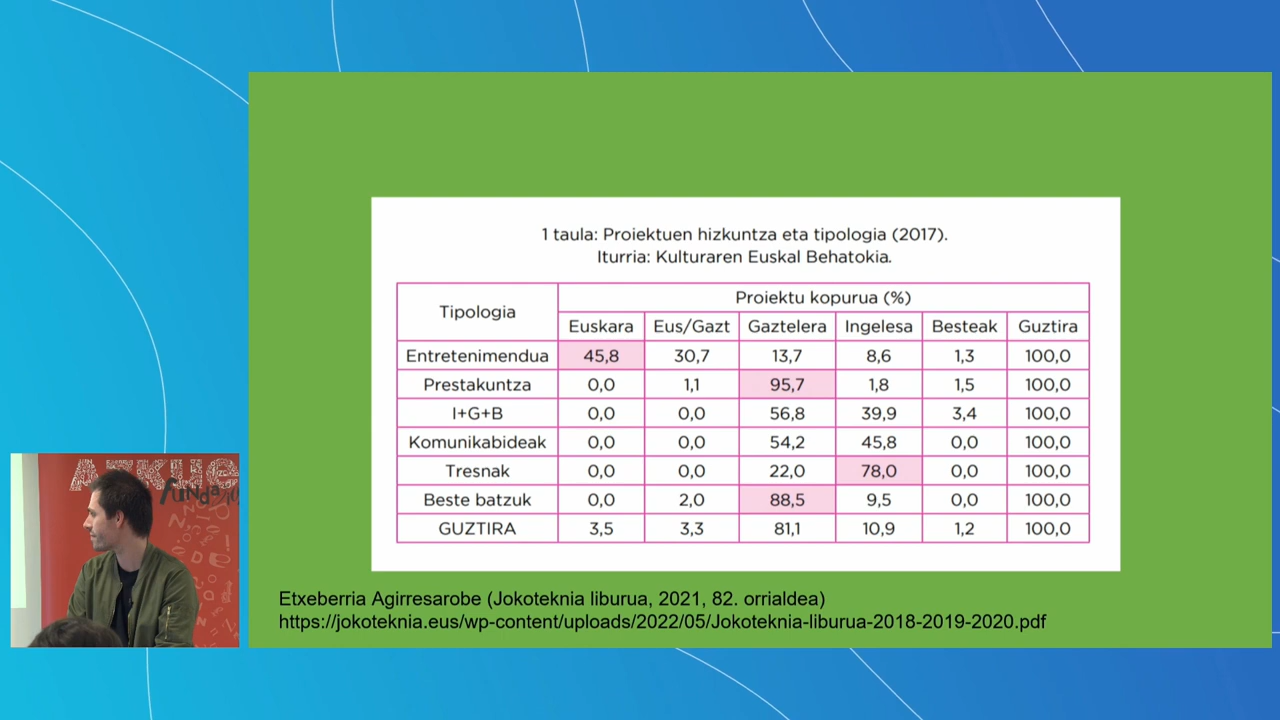 1 taula: Proiektuen hizkuntza eta tipologia (2017).
Iturria: Kulturaren Euskal Behatokia.
Tipologia Proiektu kopurua (%)
Euskara Eus/Gazt Gaztelera Ingelesa Besteak Guztira
Entretenimendua 45,8 30,7 13,7 8,6 1,3 100,0
Prestakuntza 0,0 1,1 95,7 1,8 1,5 100,0
I+G+B 0,0 0,0 56,8 39,9 3,4 100,0
Komunikabideak 0,0 0,0 54,2 45,8 0,0 100,0
Tresnak 0,0 0,0 22,0 78,0 0,0 100,0
Beste batzuk 0,0 2,0 88,5 9,5 0,0 100,0
GUZTIRA 3,5 3,3 81,1 10,9 1,2 100,0
Etxeberria Agirresarobe (Jokoteknia liburua, 2021, 82. orrialdea)
https://jokoteknia.eus/wp-content/uploads/2022/05/Jokoteknia-liburua-2018-2019-2020.pdf